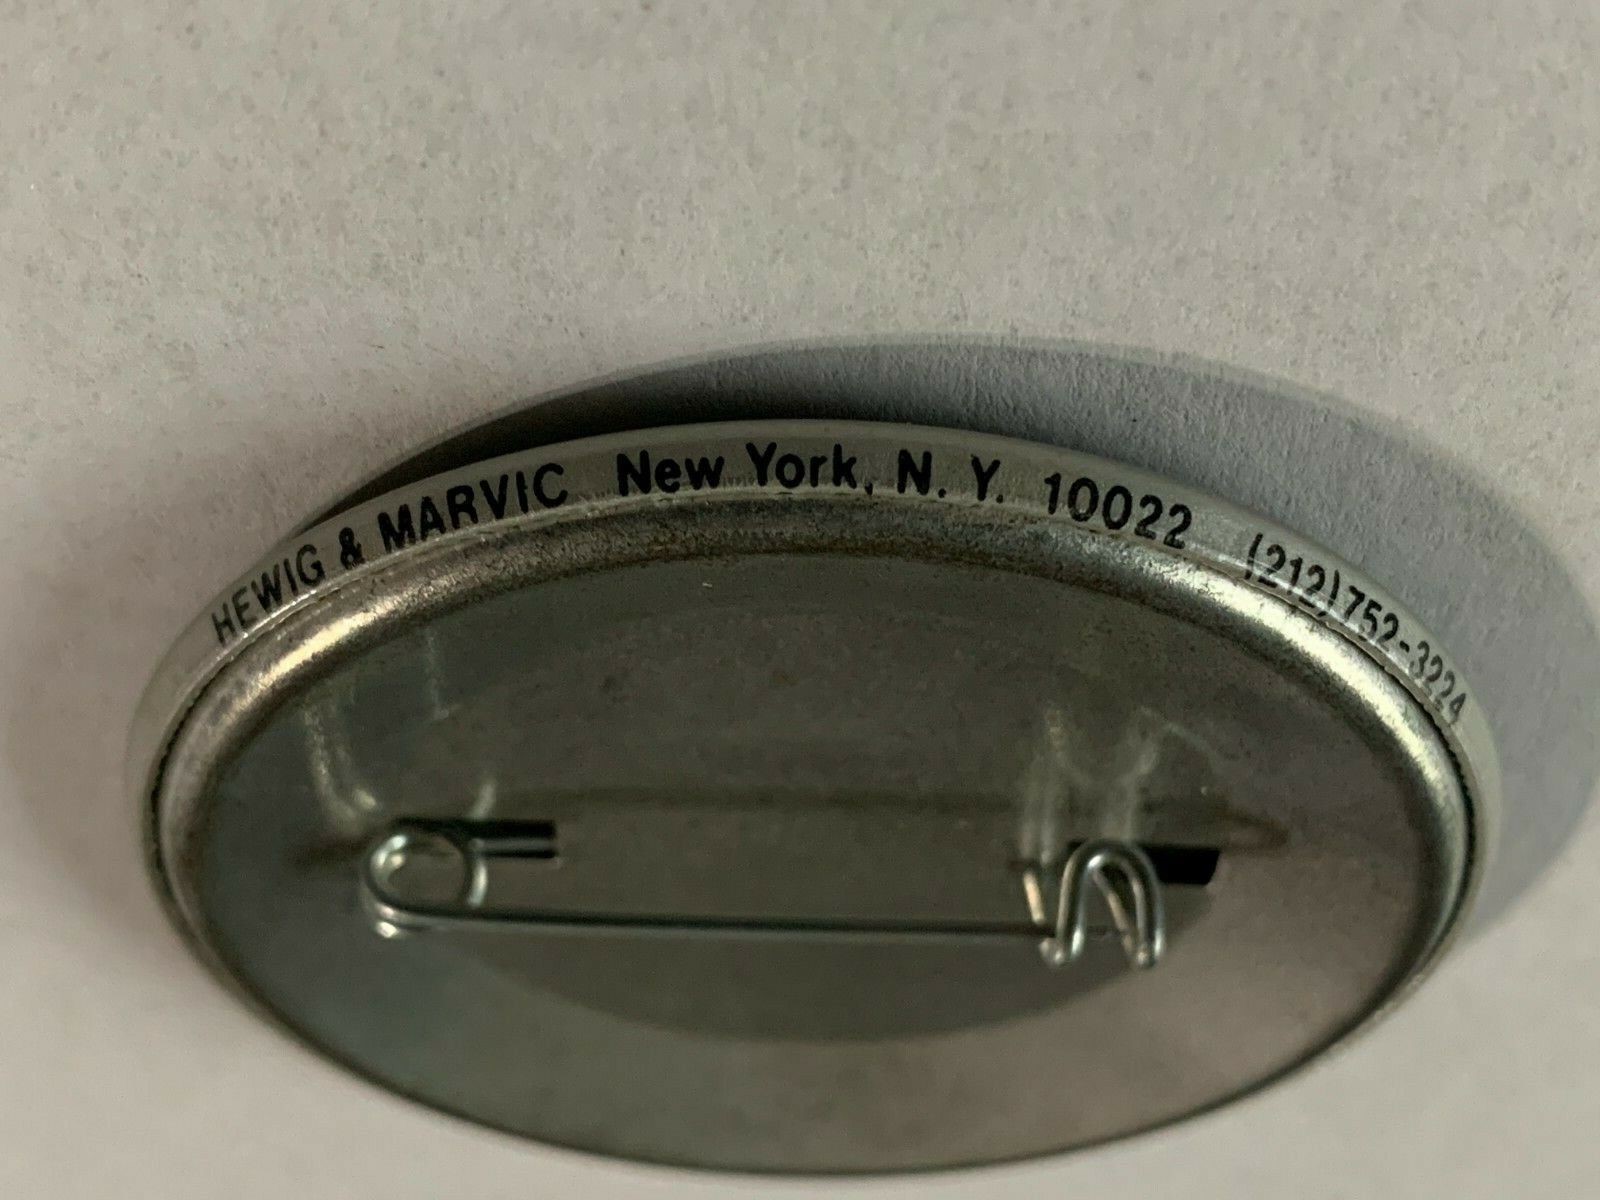 HEWIG & MARVIC New York, N. Y. 10022 (212) 752-3224